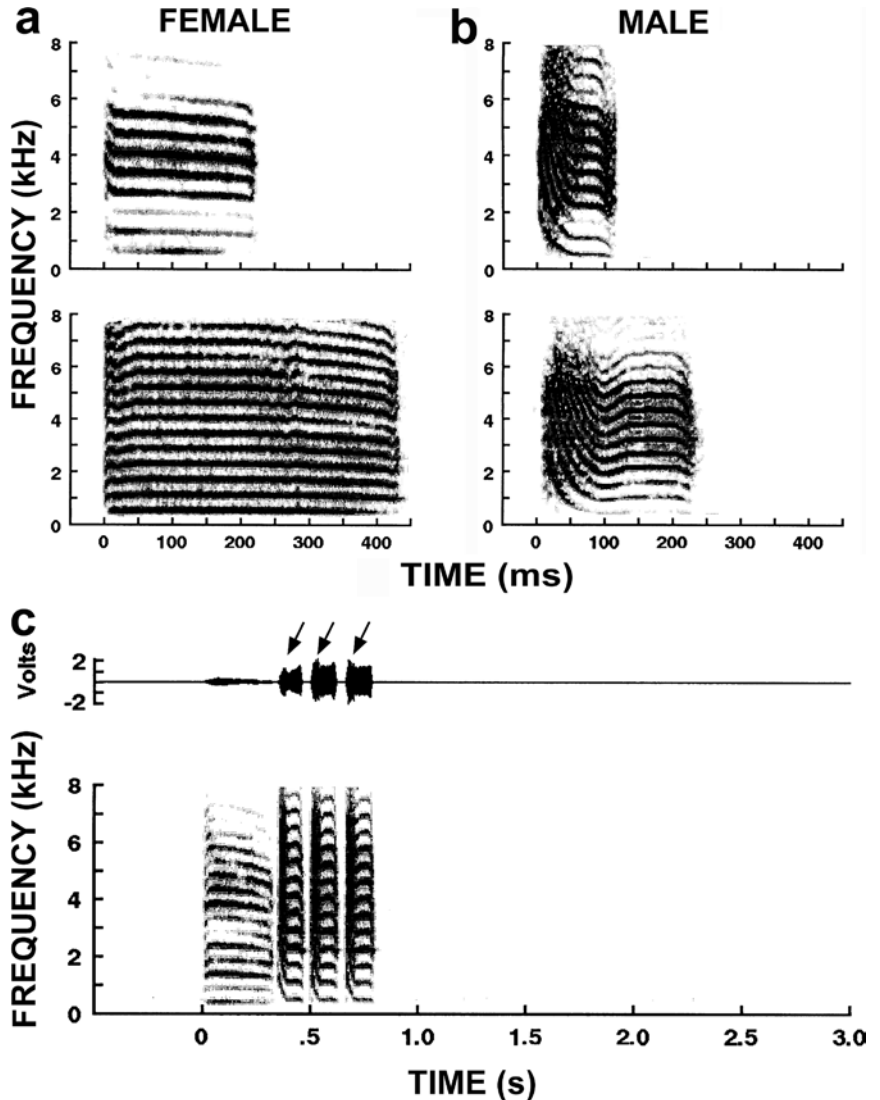 a FEMALE b MALE
FREQUENCY (kHz)
8 8
6 6
4 4
2 2
0 0
8 8
6 6
4 4
2 2
0 0
0 100 200 300 400 0 100 200 300 400
TIME (ms)
c
Volts
2
-2
FREQUENCY (kHz)
8
6
4
2
0
0 .5 1.0 1.5 2.0 2.5 3.0
TIME (s)